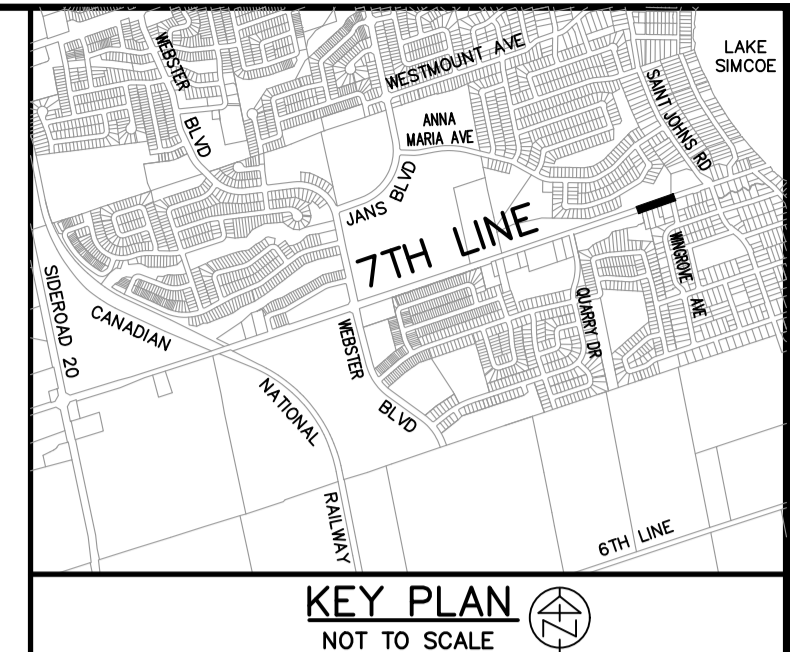 WEBSTER
BLVD
WESTMOUNT AVE
LAKE
SIMCOE
ANNA
MARIA AVE
SAINT JOHNS RD
JANS BLVD
7TH LINE
WINGROVE AVE
SIDEROAD 20
CANADIAN
NATIONAL
RAILWAY
WEBSTER
BLVD
QUARRY DR
6TH LINE
KEY PLAN
N
NOT TO SCALE